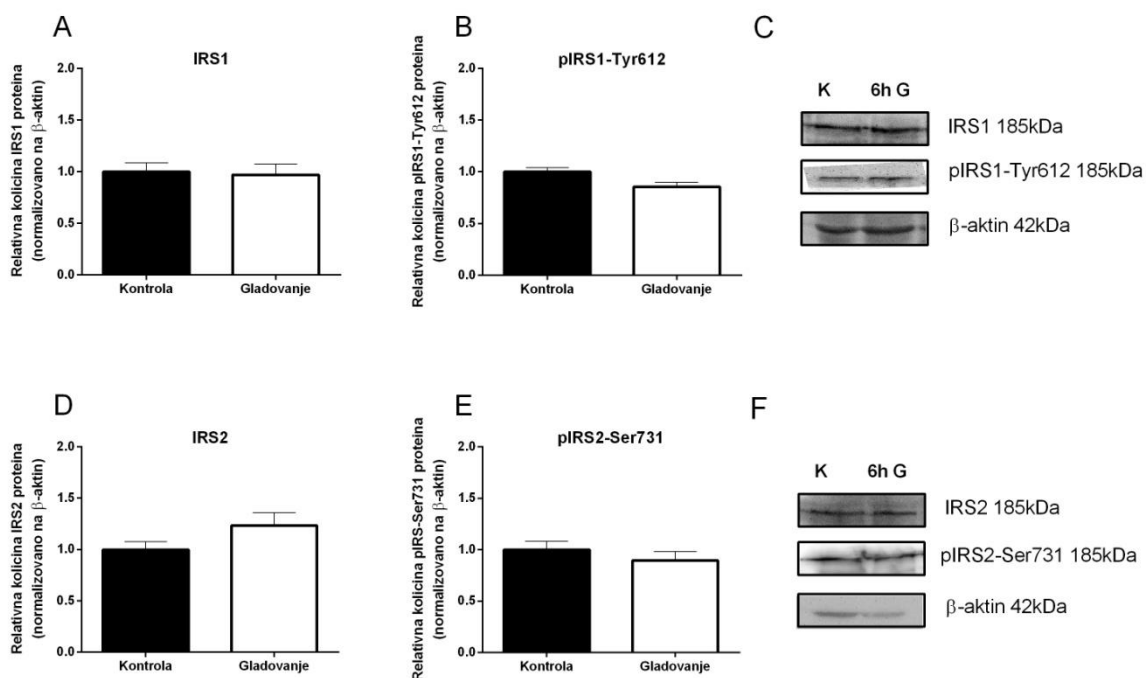 A
IRS1
Relativna kolicina IRS1 proteina
(normalizovano na β-aktin)
2.0
1.5
1.0
0.5
0.0
Kontrola
Gladovanje
B
pIRS1-Tyr612
Relativna kolicina pIRS1-Tyr612 proteina
(normalizovano na β-aktin)
2.0
1.5
1.0
0.5
0.0
Kontrola
Gladovanje
C
K 6h G
IRS1 185kDa
pIRS1-Tyr612 185kDa
β-aktin 42kDa
D
IRS2
Relativna kolicina IRS2 proteina
(normalizovano na β-aktin)
2.0
1.5
1.0
0.5
0.0
Kontrola
Gladovanje
E
pIRS2-Ser731
Relativna kolicina pIRS-Ser731 proteina
(normalizovano na β-aktin)
2.0
1.5
1.0
0.5
0.0
Kontrola
Gladovanje
F
K 6h G
IRS2 185kDa
pIRS2-Ser731 185kDa
β-aktin 42kDa